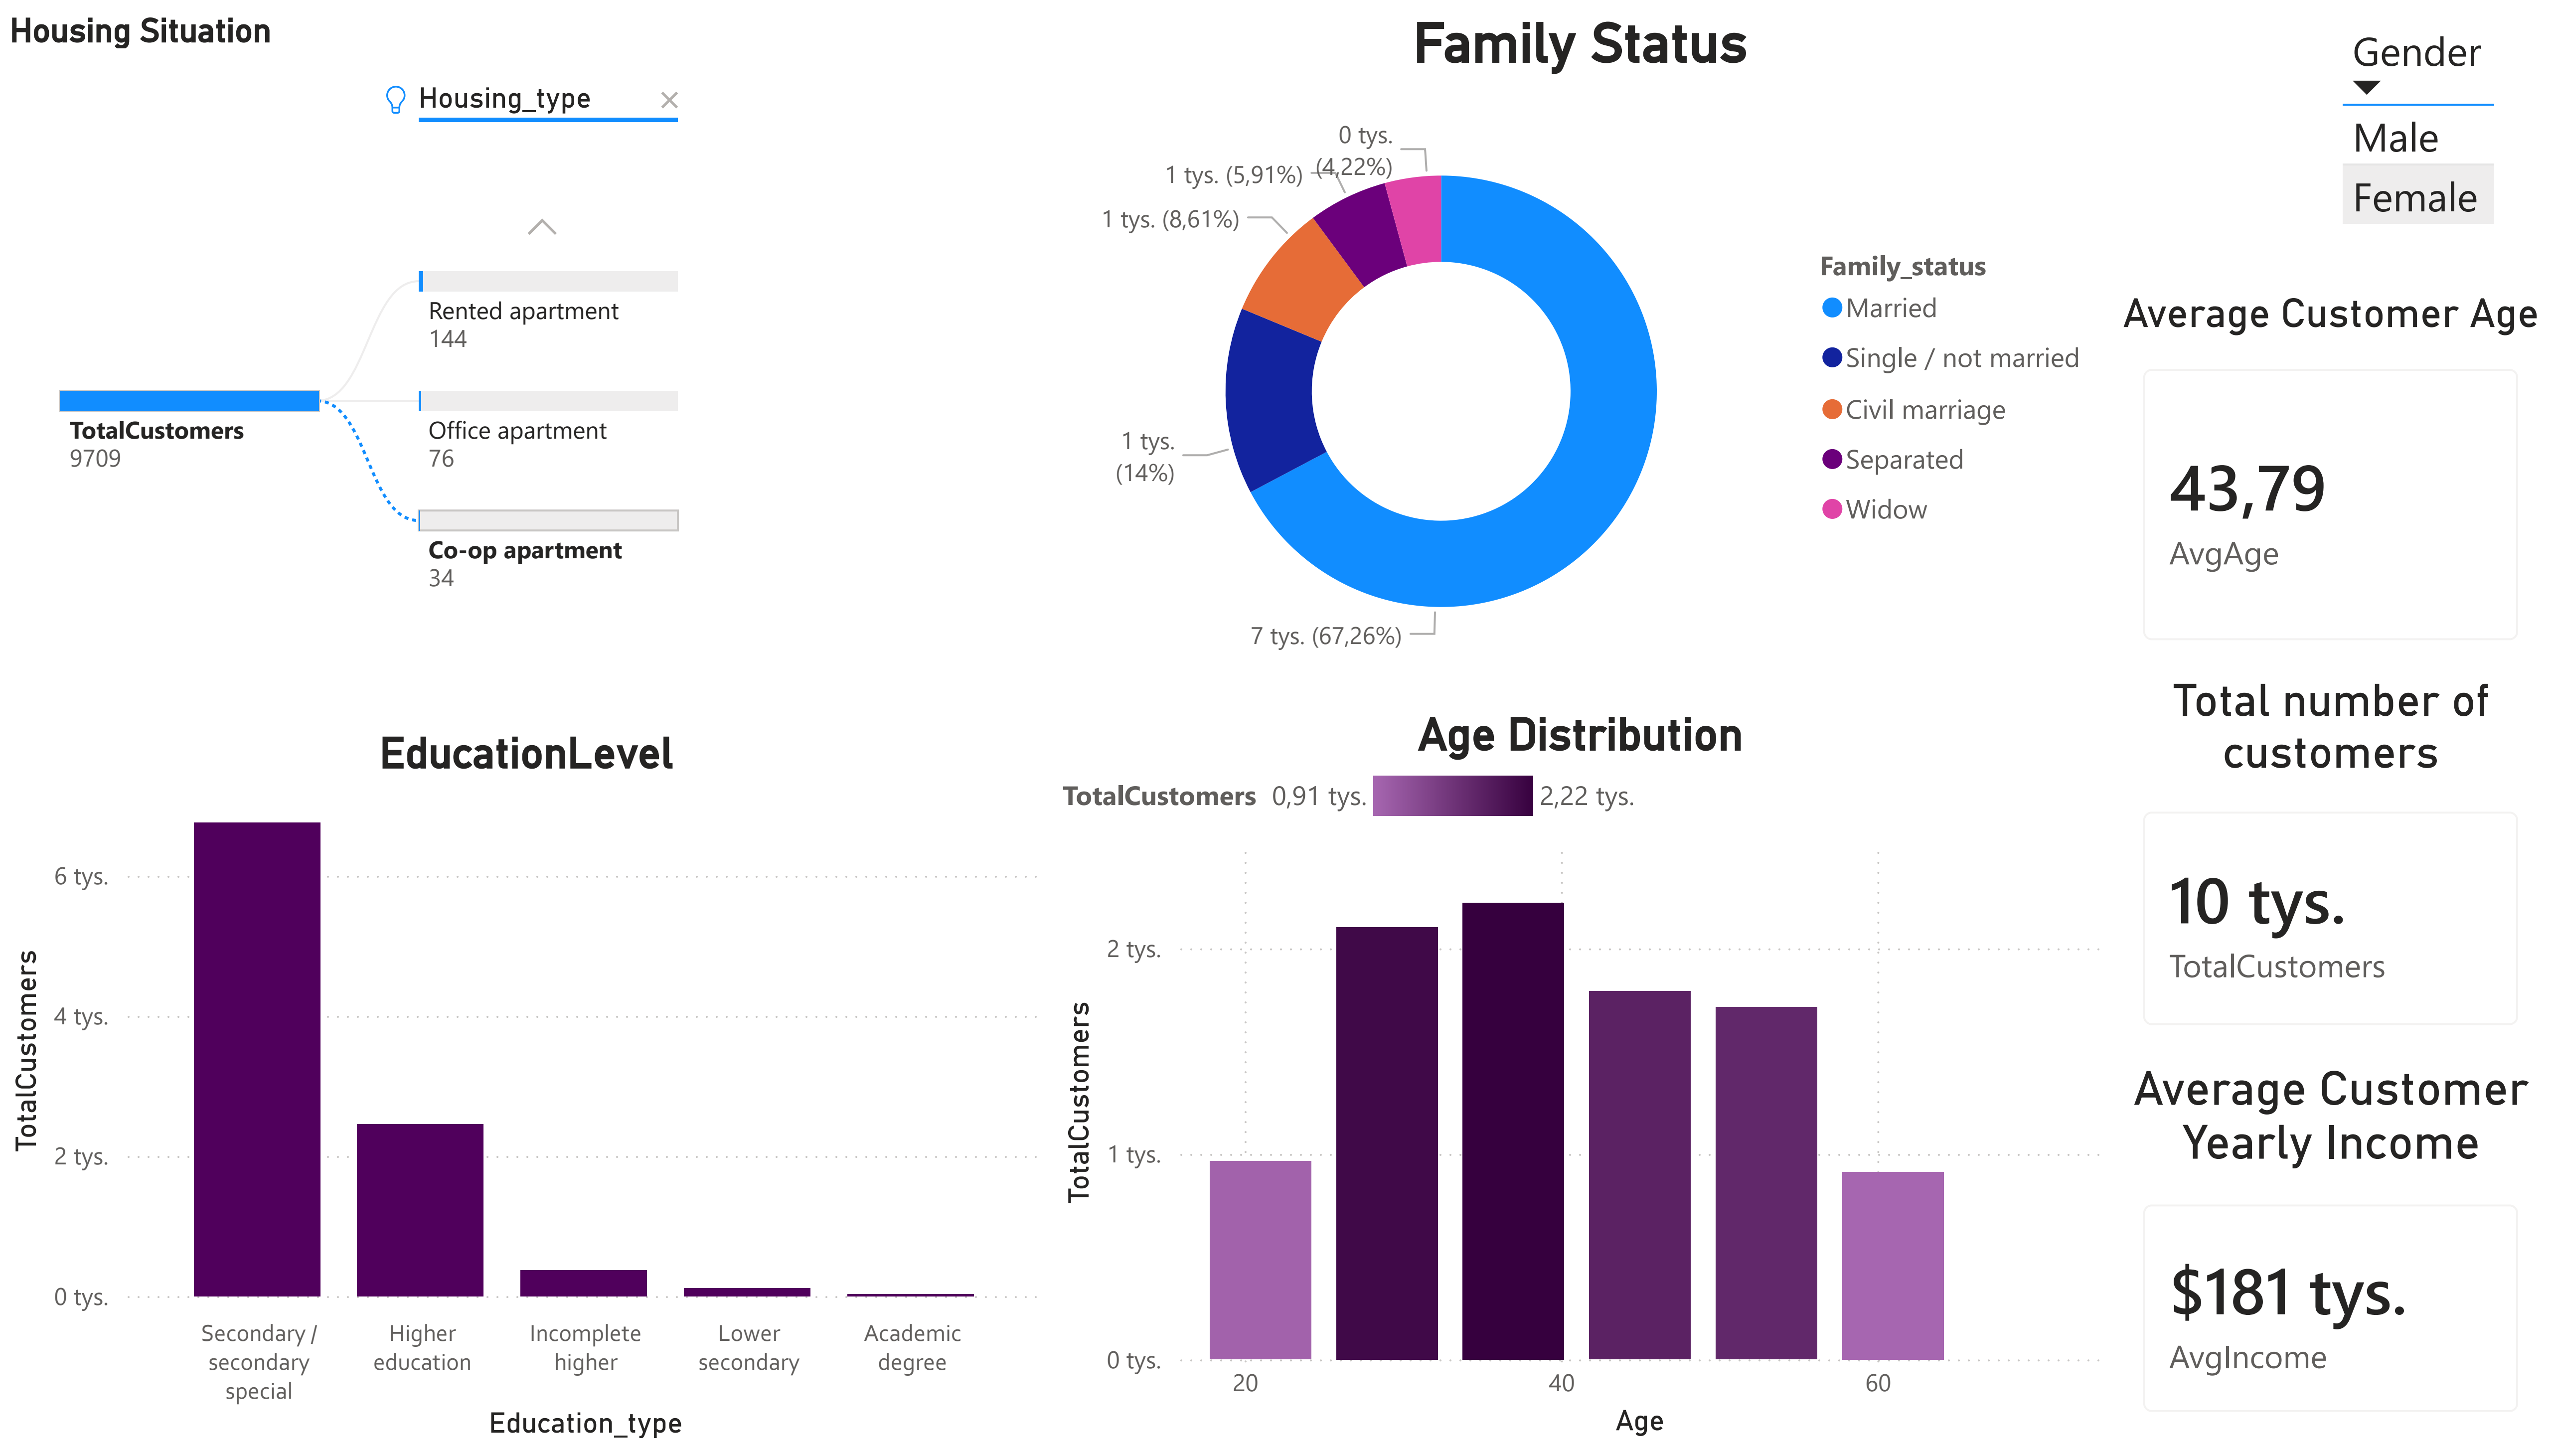 Housing Situation
Housing_type
Rented apartment
144
TotalCustomers
9709
Office apartment
76
Co-op apartment
34
Family Status
0 tys.
(4,22%)
1 tys. (5,91%)
1 tys. (8,61%)
1 tys.
(14%)
7 tys. (67,26%)
Family_status
Married
Single / not married
Civil marriage
Separated
Widow
Gender
Male
Female
Average Customer Age
43,79
AvgAge
Total number of
customers
10 tys.
TotalCustomers
Average Customer
Yearly Income
$181 tys.
AvgIncome
EducationLevel
TotalCustomers
6 tys.
4 tys.
2 tys.
0 tys.
Secondary /
secondary
special
Higher
education
Incomplete
higher
Lower
secondary
Academic
degree
Education_type
Age Distribution
TotalCustomers 0,91 tys. 2,22 tys.
TotalCustomers
2 tys.
1 tys.
0 tys.
20 40 60
Age